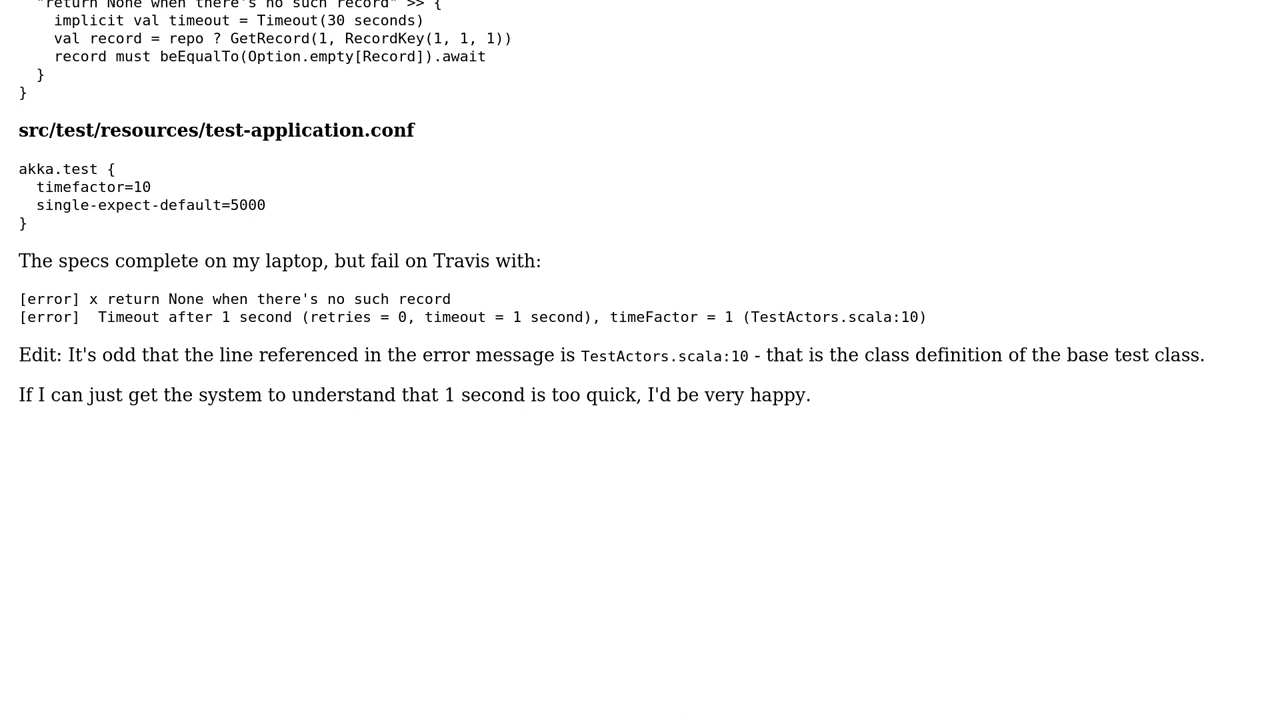 "return None when there's no such record" >> {
    implicit val timeout = Timeout(30 seconds)
    val record = repo ? GetRecord(1, RecordKey(1, 1, 1))
    record must beEqualTo(Option.empty[Record]).await
  }
}
src/test/resources/test-application.conf
akka.test {
  timefactor=10
  single-expect-default=5000
}
The specs complete on my laptop, but fail on Travis with:
[error] x return None when there's no such record
[error]  Timeout after 1 second (retries = 0, timeout = 1 second), timeFactor = 1 (TestActors.scala:10)
Edit: It's odd that the line referenced in the error message is TestActors.scala:10 - that is the class definition of the base test class.
If I can just get the system to understand that 1 second is too quick, I'd be very happy.